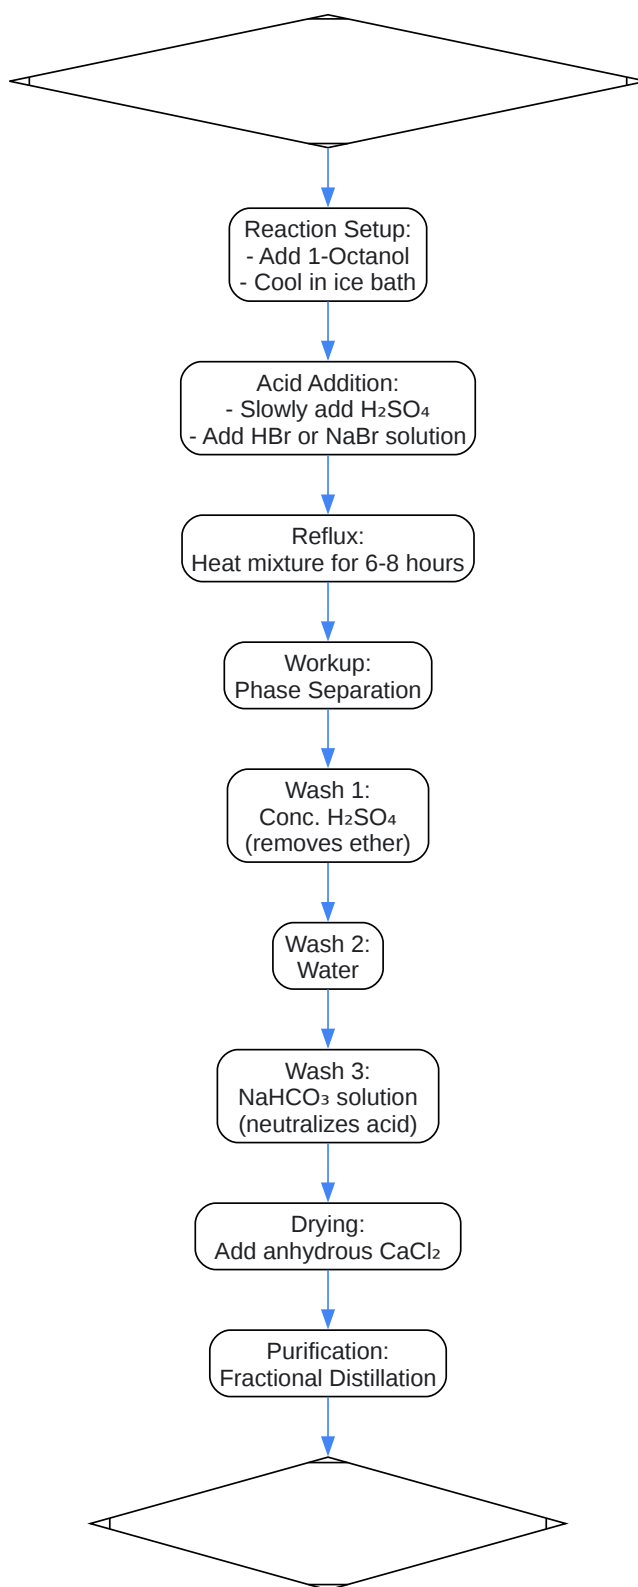 Reaction Setup:
- Add 1-Octanol
- Cool in ice bath
Acid Addition:
- Slowly add H₂SO₄
- Add HBr or NaBr solution
Reflux:
Heat mixture for 6-8 hours
Workup:
Phase Separation
Wash 1:
Conc. H₂SO₄
(removes ether)
Wash 2:
Water
Wash 3:
NaHCO₃ solution
(neutralizes acid)
Drying:
Add anhydrous CaCl₂
Purification:
Fractional Distillation